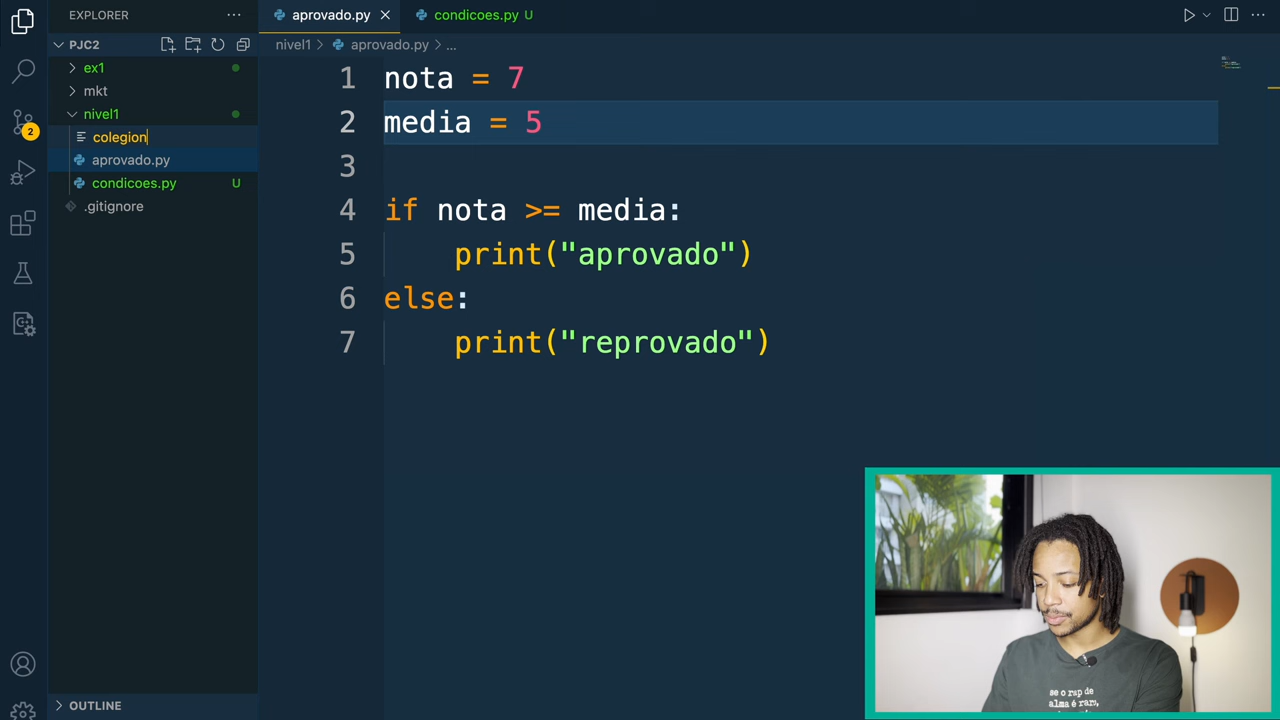 EXPLORER
PJC2
ex1
mkt
nivel1
colegion
aprovado.py
condicoes.py U
.gitignore
2
OUTLINE
aprovado.py
condicoes.py U
nivel1 > aprovado.py > ...
1 nota = 7
2 media = 5
3
4 if nota >= media:
5 print("aprovado")
6 else:
7 print("reprovado")
se o rap de
alma é raro,